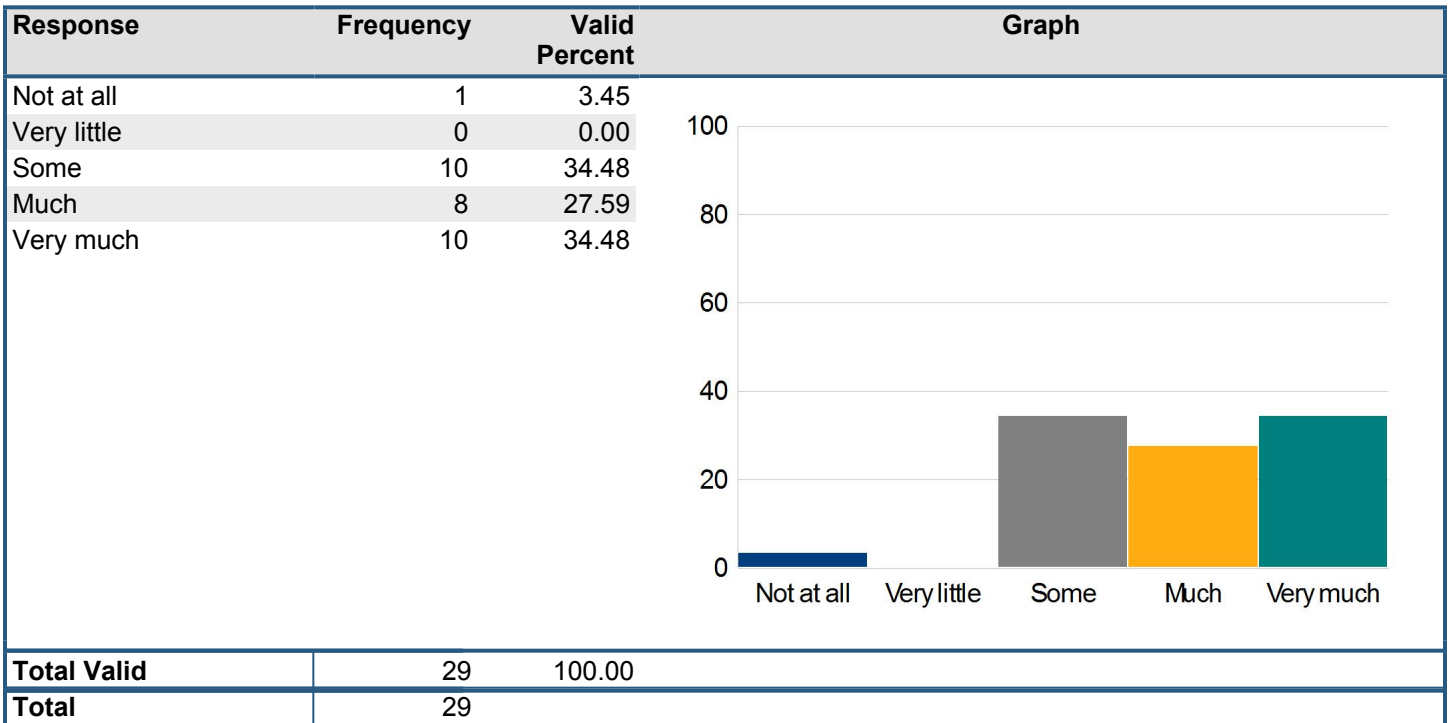 Response Frequency Valid Percent Graph
Not at all 1 3.45
Very little 0 0.00
Some 10 34.48
Much 8 27.59
Very much 10 34.48
100
80
60
40
20
0
Not at all Very little Some Much Very much
Total Valid 29 100.00
Total 29